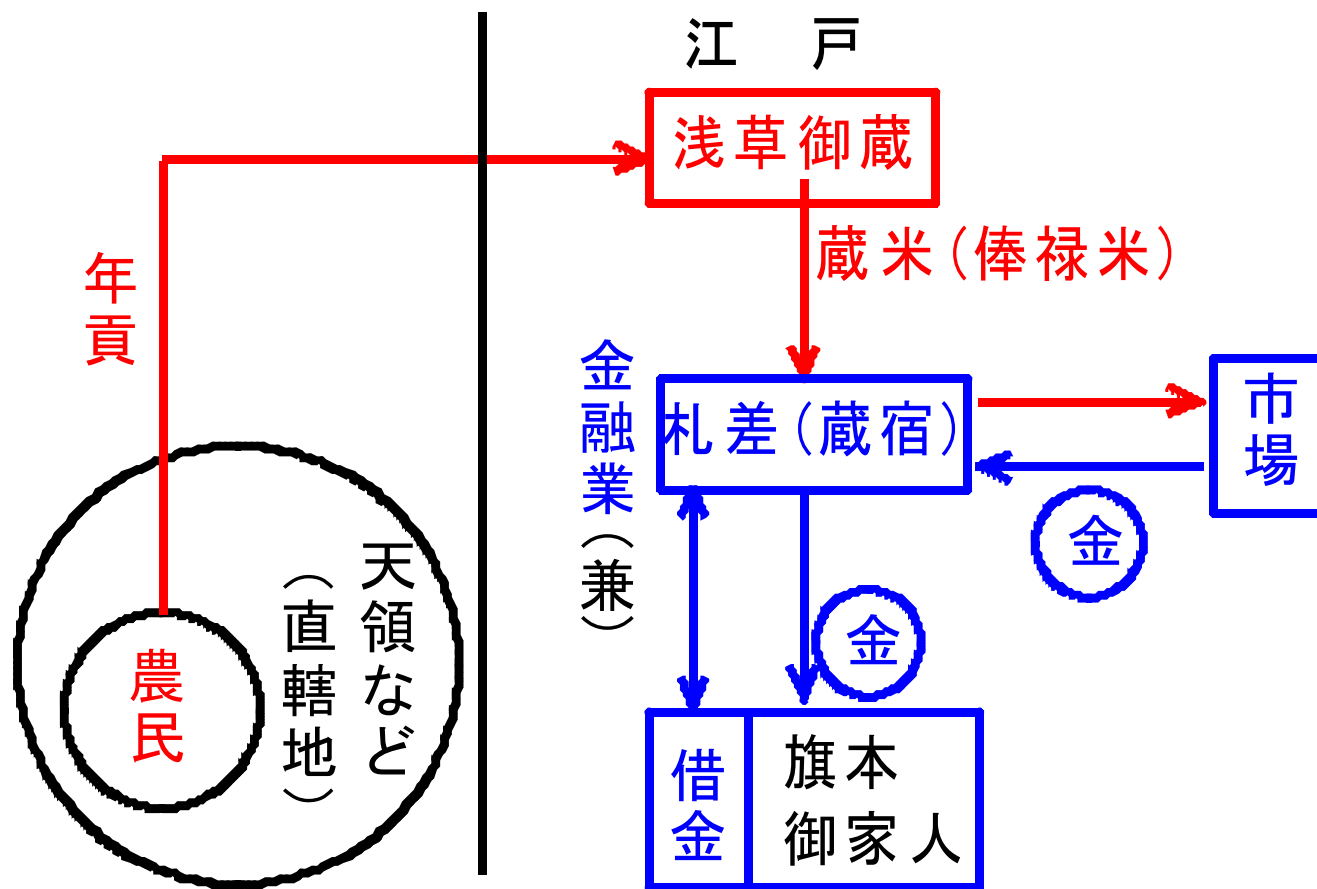 江戸
浅草御蔵
蔵米(俸禄米)
年貢
金融業(兼)
札差(蔵宿)
市場
金
金
天領など
(直轄地)
農民
借金
旗本
御家人